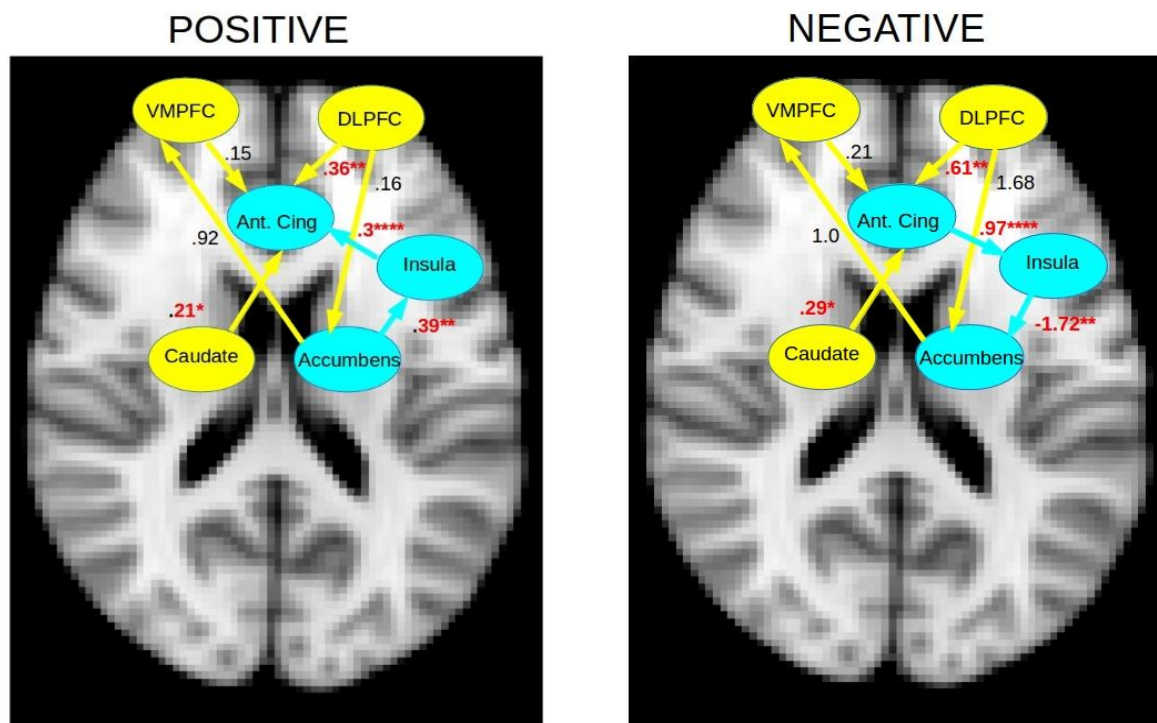 POSITIVE
VMPFC
DLPFC
.15
.36**
.16
Ant. Cing
.3****
.92
Insula
.21*
.39**
Caudate
Accumbens
NEGATIVE
VMPFC
DLPFC
.21
.61**
1.68
Ant. Cing
.97****
1.0
Insula
.29*
-1.72**
Caudate
Accumbens